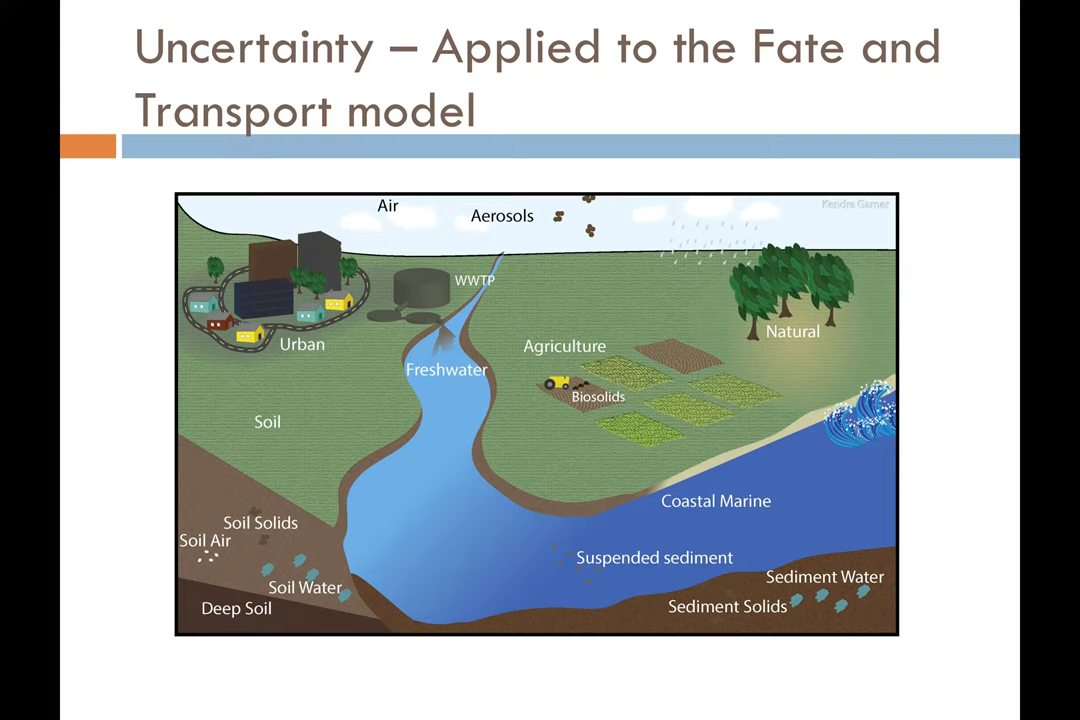 Uncertainty – Applied to the Fate and
Transport model
Air
Aerosols
Kendra Garner
WWTP
Urban
Natural
Agriculture
Freshwater
Biosolids
Soil
Coastal Marine
Soil Solids
Soil Air
Suspended sediment
Sediment Water
Soil Water
Sediment Solids
Deep Soil